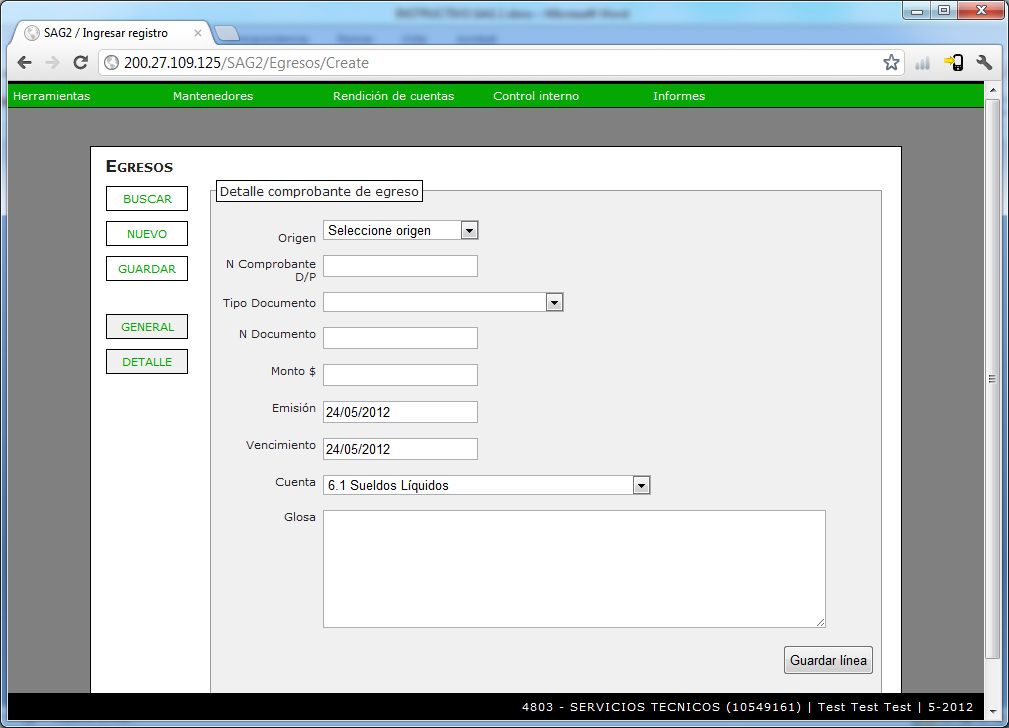 SAG2 / Ingresar registro
200.27.109.125/SAG2/Egresos/Create
Herramientas Mantenedores Rendición de cuentas Control interno Informes
EGRESOS
BUSCAR
NUEVO
GUARDAR
GENERAL
DETALLE
Detalle comprobante de egreso
Origen Seleccione origen
N Comprobante
D/P
Tipo Documento
N Documento
Monto $
Emisión 24/05/2012
Vencimiento 24/05/2012
Cuenta 6.1 Sueldos Líquidos
Glosa
Guardar línea
4803 - SERVICIOS TECNICOS (10549161) | Test Test Test | 5-2012